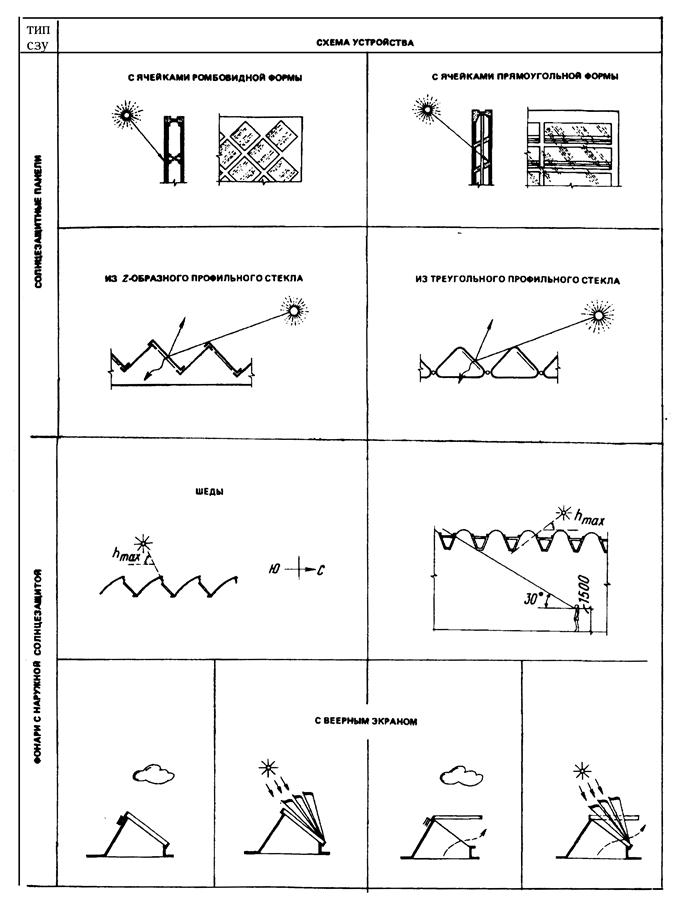 ТИП
СЗУ
СХЕМА УСТРОЙСТВА
СОЛНЦЕЗАЩИТНЫЕ ПАНЕЛИ
С ЯЧЕЙКАМИ РОМБОВИДНОЙ ФОРМЫ
С ЯЧЕЙКАМИ ПРЯМОУГОЛЬНОЙ ФОРМЫ
ИЗ Z-ОБРАЗНОГО ПРОФИЛЬНОГО СТЕКЛА
ИЗ ТРЕУГОЛЬНОГО ПРОФИЛЬНОГО СТЕКЛА
ФОНАРИ С НАРУЖНОЙ СОЛНЦЕЗАЩИТОЙ
ШЕДЫ
hmax
Ю С
hmax
30°
1500
С ВЕЕРНЫМ ЭКРАНОМ